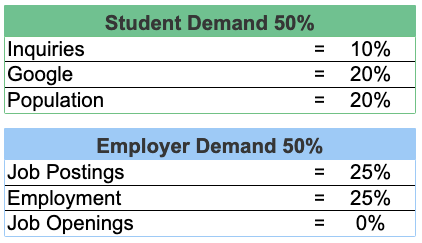 Student Demand 50%
Inquiries = 10%
Google = 20%
Population = 20%
Employer Demand 50%
Job Postings = 25%
Employment = 25%
Job Openings = 0%